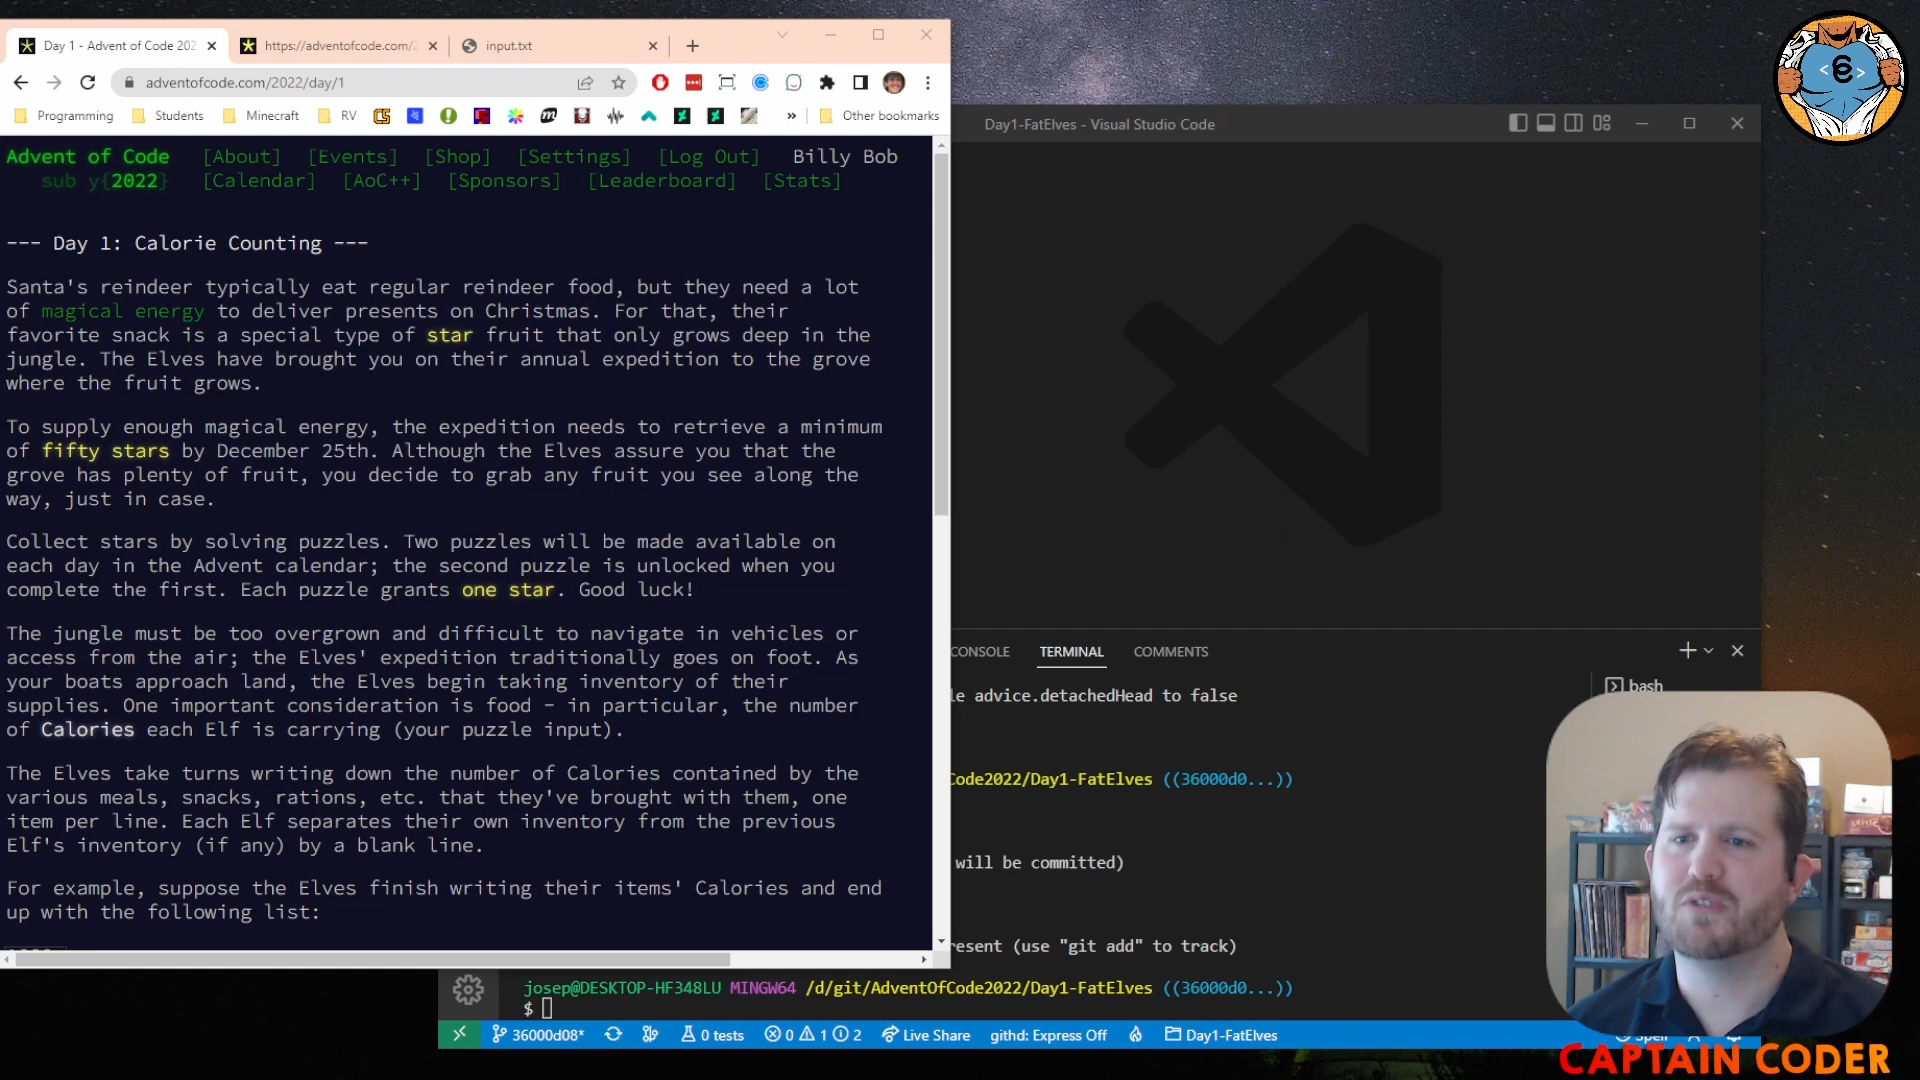 Day 1 - Advent of Code 202
https://adventofcode.com/2
input.txt
adventofcode.com/2022/day/1
Programming
Students
Minecraft
RV
Other bookmarks
Advent of Code
[About] [Events] [Shop] [Settings] [Log Out] Billy Bob
sub y{2022}
[Calendar] [AoC++] [Sponsors] [Leaderboard] [Stats]
--- Day 1: Calorie Counting ---
Santa's reindeer typically eat regular reindeer food, but they need a lot
of magical energy to deliver presents on Christmas. For that, their
favorite snack is a special type of star fruit that only grows deep in the
jungle. The Elves have brought you on their annual expedition to the grove
where the fruit grows.
To supply enough magical energy, the expedition needs to retrieve a minimum
of fifty stars by December 25th. Although the Elves assure you that the
grove has plenty of fruit, you decide to grab any fruit you see along the
way, just in case.
Collect stars by solving puzzles. Two puzzles will be made available on
each day in the Advent calendar; the second puzzle is unlocked when you
complete the first. Each puzzle grants one star. Good luck!
The jungle must be too overgrown and difficult to navigate in vehicles or
access from the air; the Elves' expedition traditionally goes on foot. As
your boats approach land, the Elves begin taking inventory of their
supplies. One important consideration is food - in particular, the number
of Calories each Elf is carrying (your puzzle input).
The Elves take turns writing down the number of Calories contained by the
various meals, snacks, rations, etc. that they've brought with them, one
item per line. Each Elf separates their own inventory from the previous
Elf's inventory (if any) by a blank line.
For example, suppose the Elves finish writing their items' Calories and end
up with the following list:
Day1-FatElves - Visual Studio Code
CONSOLE
TERMINAL
COMMENTS
bash
le advice.detachedHead to false
Code2022/Day1-FatElves ((36000d0...))
will be committed)
resent (use "git add" to track)
josep@DESKTOP-HF348LU MINGW64 /d/git/AdventOfCode2022/Day1-FatElves ((36000d0...))
$
36000d08*
0 tests
0 1 2
Live Share
githd: Express Off
Day1-FatElves
Spell
< c >
CAPTAIN CODER